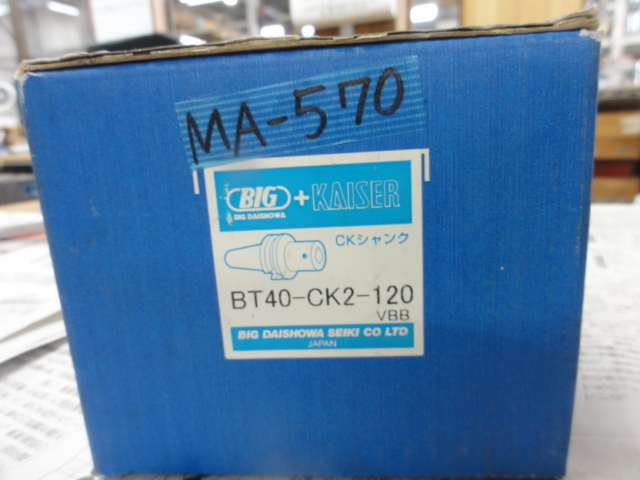 MA-570
BIG + KAISER
BIG DAISHOWA
CKシャンク
BT40-CK2-120
VBB
BIG DAISHOWA SEIKI CO LTD
JAPAN